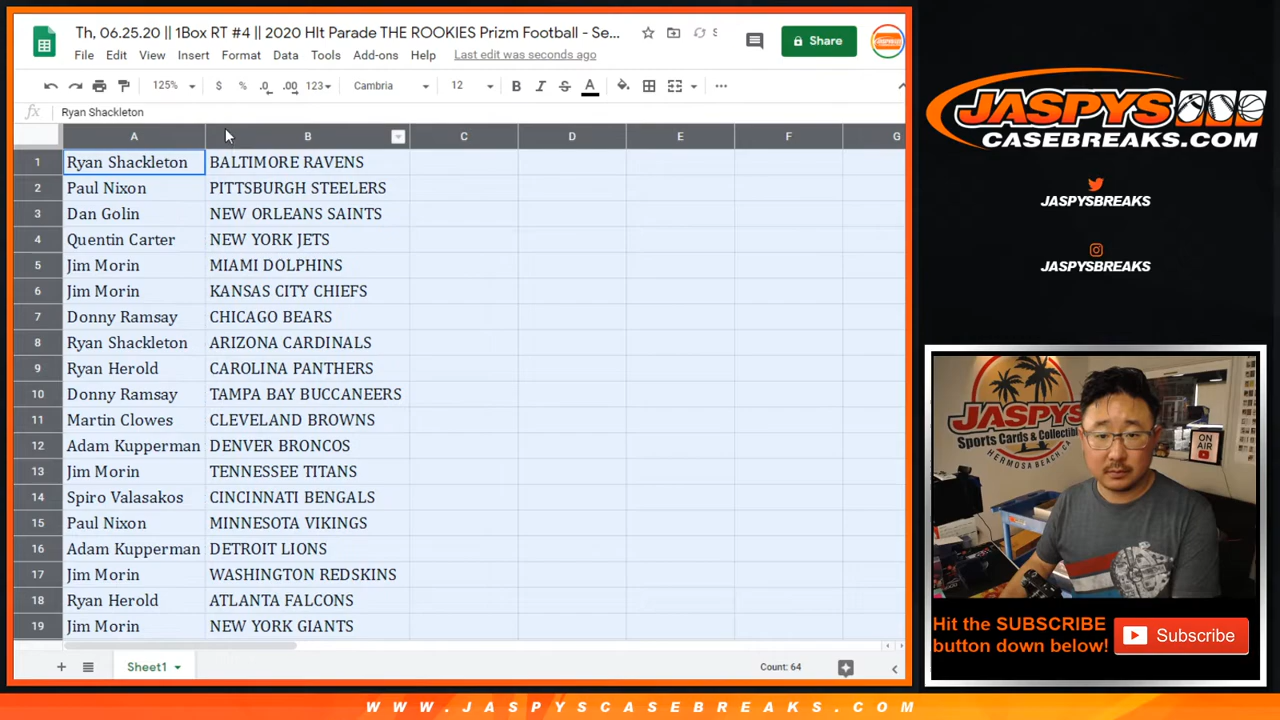 Th, 06.25.20 || 1Box RT #4 || 2020 HIt Parade THE ROOKIES Prizm Football - Se...
File Edit View Insert Format Data Tools Add-ons Help Last edit was seconds ago
Share
125% $ % .0 .00 123 Cambria 12 B I S A
fx Ryan Shackleton
A B C D E F G
1 Ryan Shackleton BALTIMORE RAVENS
2 Paul Nixon PITTSBURGH STEELERS
3 Dan Golin NEW ORLEANS SAINTS
4 Quentin Carter NEW YORK JETS
5 Jim Morin MIAMI DOLPHINS
6 Jim Morin KANSAS CITY CHIEFS
7 Donny Ramsay CHICAGO BEARS
8 Ryan Shackleton ARIZONA CARDINALS
9 Ryan Herold CAROLINA PANTHERS
10 Donny Ramsay TAMPA BAY BUCCANEERS
11 Martin Clowes CLEVELAND BROWNS
12 Adam Kupperman DENVER BRONCOS
13 Jim Morin TENNESSEE TITANS
14 Spiro Valasakos CINCINNATI BENGALS
15 Paul Nixon MINNESOTA VIKINGS
16 Adam Kupperman DETROIT LIONS
17 Jim Morin WASHINGTON REDSKINS
18 Ryan Herold ATLANTA FALCONS
19 Jim Morin NEW YORK GIANTS
Sheet1
Count: 64
JASPYS
CASEBREAKS.COM
JASPYSBREAKS
JASPYSBREAKS
JASPYS
Sports Cards & Collectibl
HERMOSA BEACH, CA
ON AIR
Hit the SUBSCRIBE
button down below!
Subscribe
WWW.JASPYSCASEBREAKS.COM